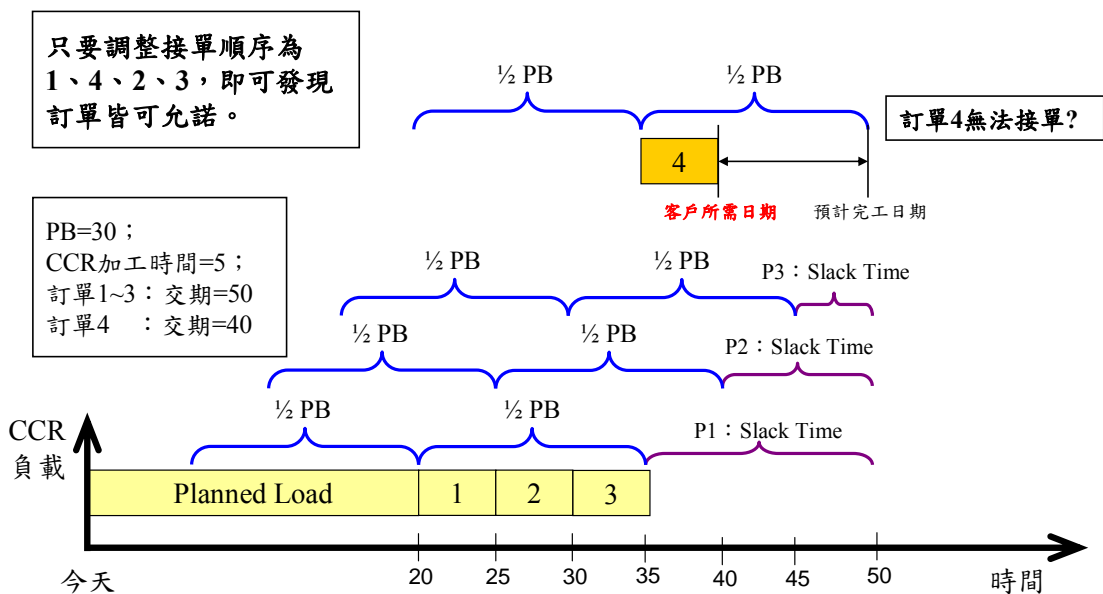 只要調整接單順序為
1、4、2、3,即可發現
訂單皆可允諾。
½ PB
½ PB
訂單4無法接單?
4
客戶所需日期
預計完工日期
PB=30;
CCR加工時間=5;
訂單1~3:交期=50
訂單4 :交期=40
½ PB
½ PB
P3:Slack Time
½ PB
½ PB
P2:Slack Time
½ PB
½ PB
P1:Slack Time
CCR
負載
Planned Load
1
2
3
今天
20
25
30
35
40
45
50
時間